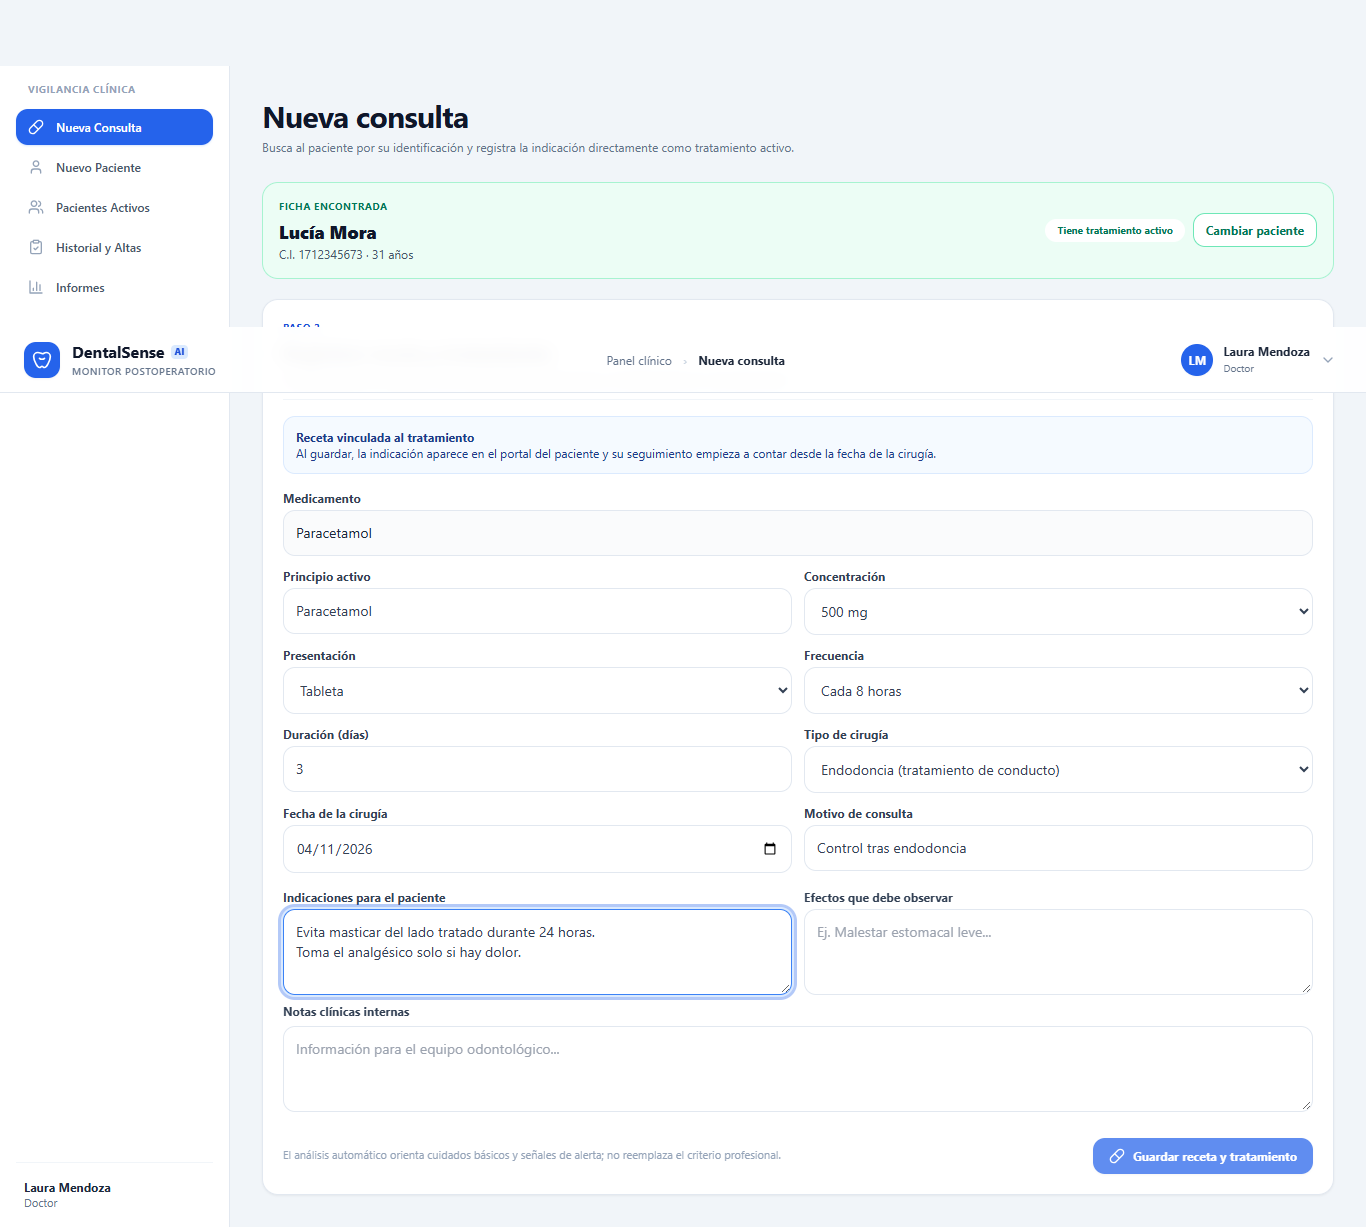 VIGILANCIA CLÍNICA
Nueva Consulta
Nuevo Paciente
Pacientes Activos
Historial y Altas
Informes
Nueva consulta
Busca al paciente por su identificación y registra la indicación directamente como tratamiento activo.
FICHA ENCONTRADA
Lucía Mora
C.I. 1712345673 · 31 años
Tiene tratamiento activo
Cambiar paciente
DentalSense AI
MONITOR POSTOPERATORIO
Panel clínico › Nueva consulta
LM
Laura Mendoza
Doctor
Receta vinculada al tratamiento
Al guardar, la indicación aparece en el portal del paciente y su seguimiento empieza a contar desde la fecha de la cirugía.
Medicamento
Paracetamol
Principio activo
Paracetamol
Concentración
500 mg
Presentación
Tableta
Frecuencia
Cada 8 horas
Duración (días)
3
Tipo de cirugía
Endodoncia (tratamiento de conducto)
Fecha de la cirugía
04/11/2026
Motivo de consulta
Control tras endodoncia
Indicaciones para el paciente
Evita masticar del lado tratado durante 24 horas.
Toma el analgésico solo si hay dolor.
Efectos que debe observar
Ej. Malestar estomacal leve...
Notas clínicas internas
Información para el equipo odontológico...
El análisis automático orienta cuidados básicos y señales de alerta; no reemplaza el criterio profesional.
Guardar receta y tratamiento
Laura Mendoza
Doctor